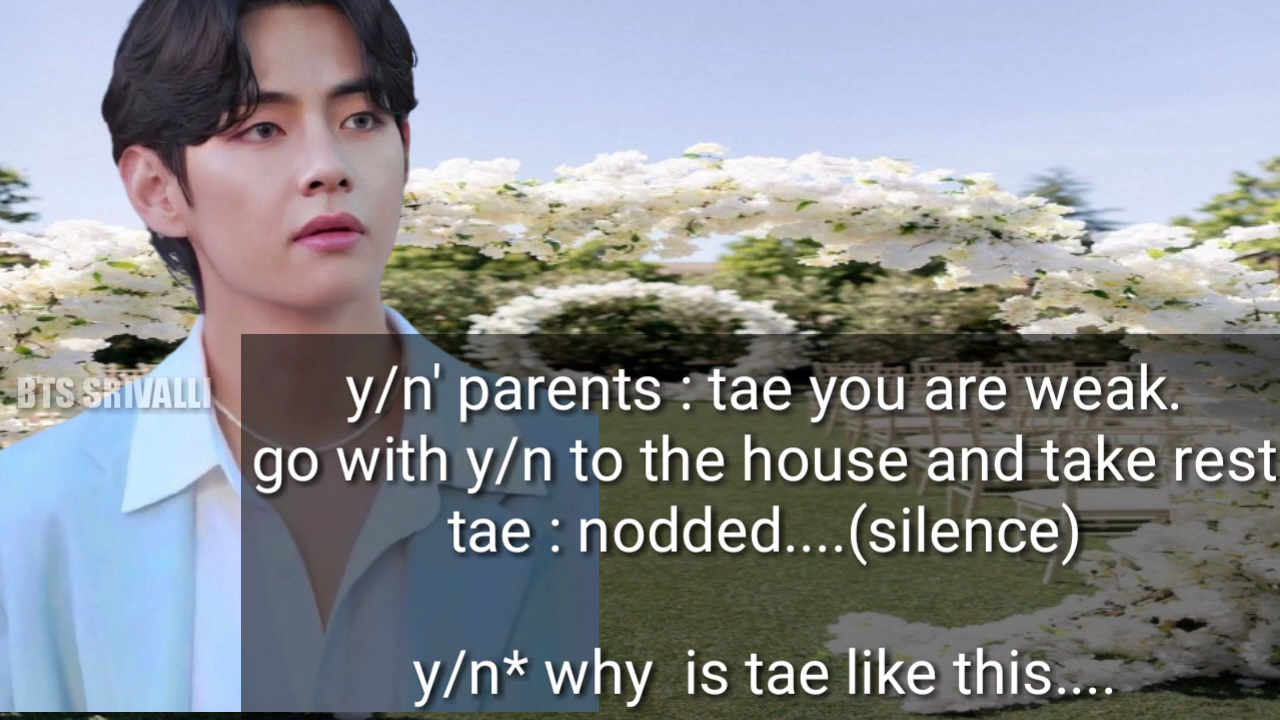 BTS SRIVALLI
y/n' parents : tae you are weak.
go with y/n to the house and take rest
tae : nodded....(silence)
y/n* why  is tae like this....